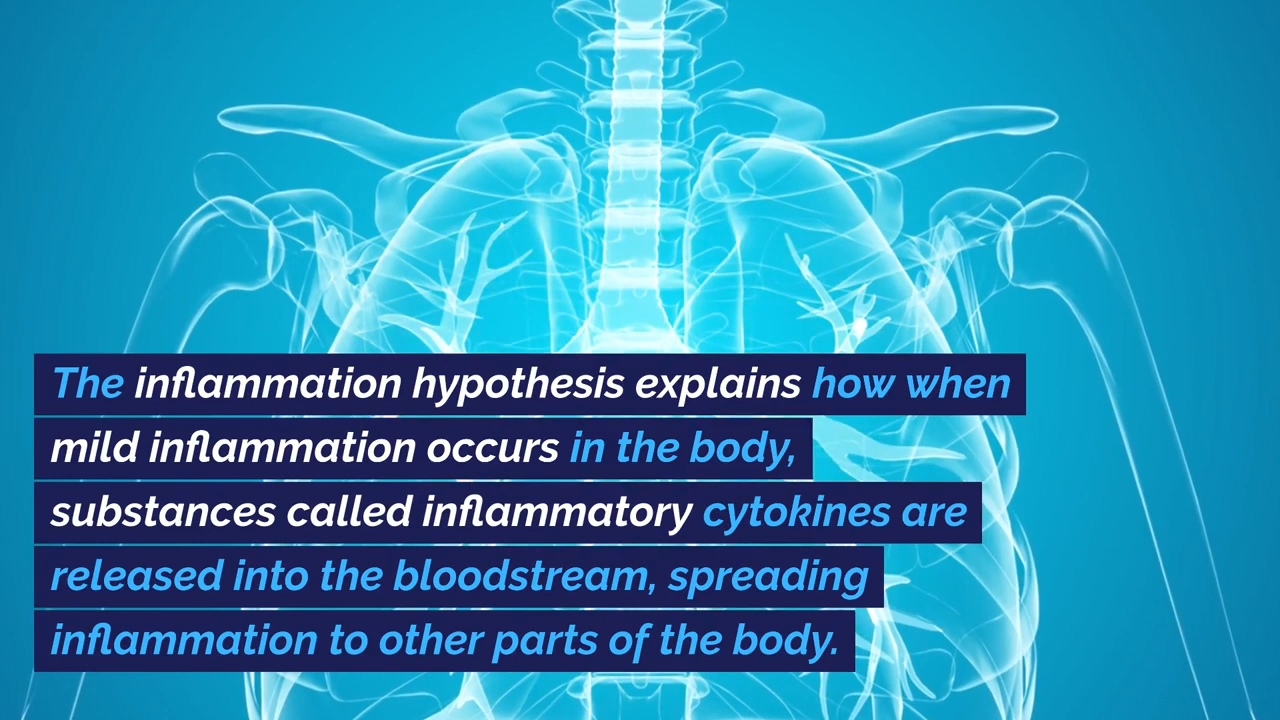 The inflammation hypothesis explains how when
mild inflammation occurs in the body,
substances called inflammatory cytokines are
released into the bloodstream, spreading
inflammation to other parts of the body.